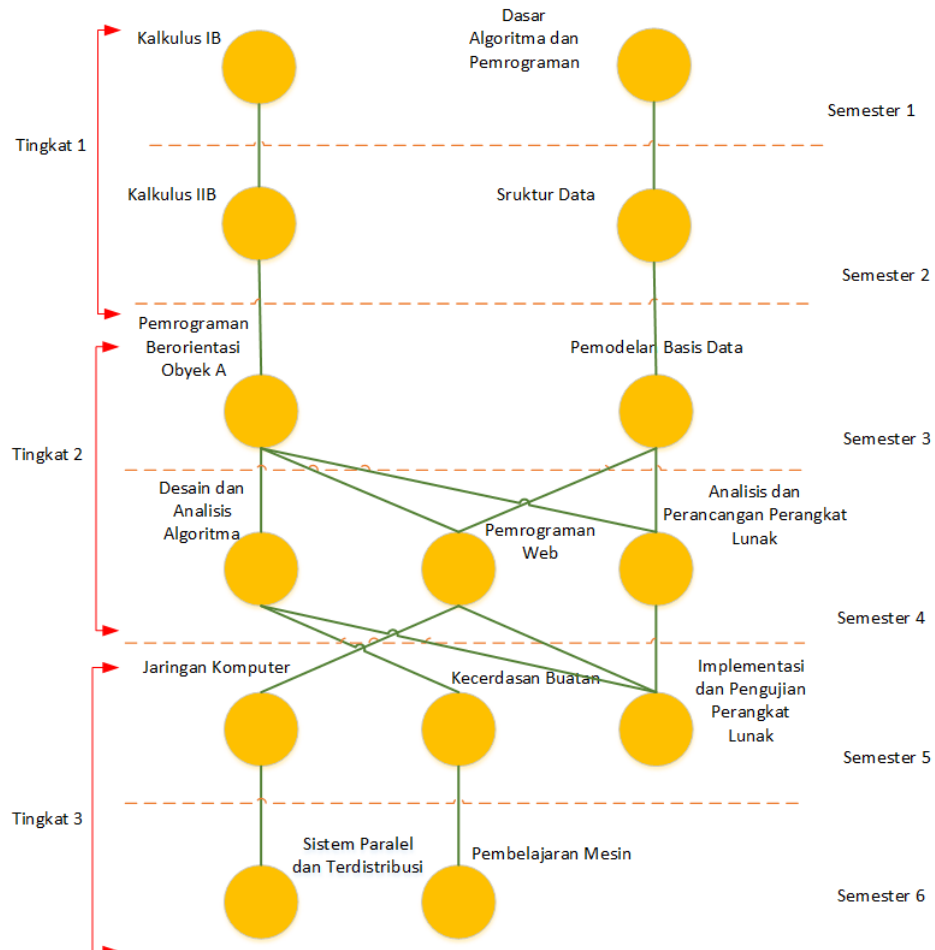 Kalkulus IB
Dasar
Algoritma dan
Pemrograman
Semester 1
Tingkat 1
Kalkulus IIB
Sruktur Data
Semester 2
Pemrograman
Berorientasi
Obyek A
Pemodelan Basis Data
Semester 3
Tingkat 2
Desain dan
Analisis
Algoritma
Pemrograman
Web
Analisis dan
Perancangan Perangkat
Lunak
Semester 4
Jaringan Komputer
Kecerdasan Buatan
Implementasi
dan Pengujian
Perangkat
Lunak
Semester 5
Tingkat 3
Sistem Paralel
dan Terdistribusi
Pembelajaran Mesin
Semester 6